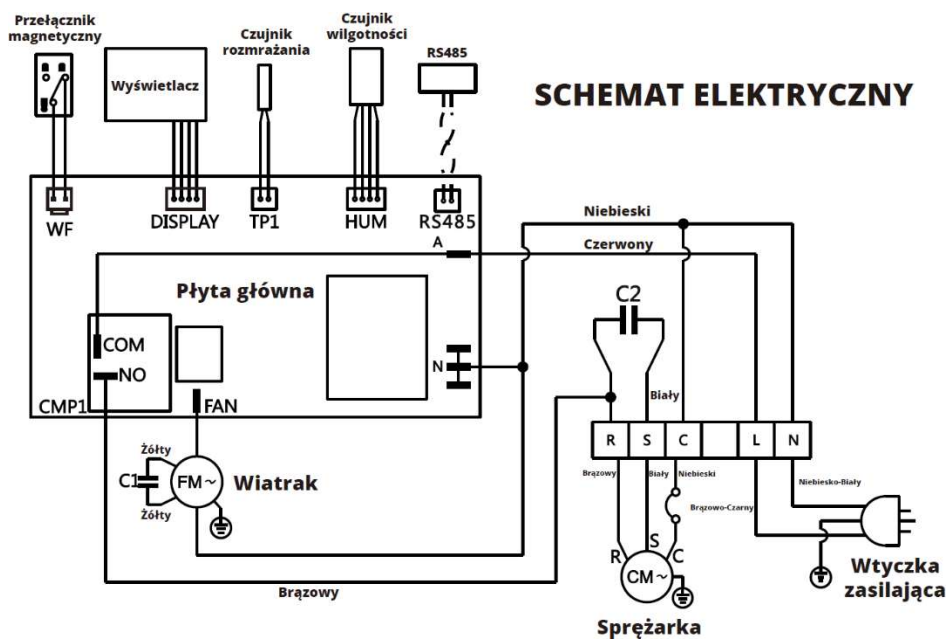 Przełącznik
magnetyczny
Wyświetlacz
Czujnik
rozmrażania
Czujnik
wilgotności
RS485
SCHEMAT ELEKTRYCZNY
WF
DISPLAY
TP1
HUM
RS485
A
Niebieski
Czerwony
Płyta główna
C2
COM
NO
CMP1
FAN
N
Biały
R S C L N
Żółty
C1
FM~
Wiatrak
Żółty
Brązowy
Biały
Niebieski
Niebiesko-Biały
Brązowo-Czarny
R
S
C
CM~
Brązowy
Sprężarka
Wtyczka
zasilająca